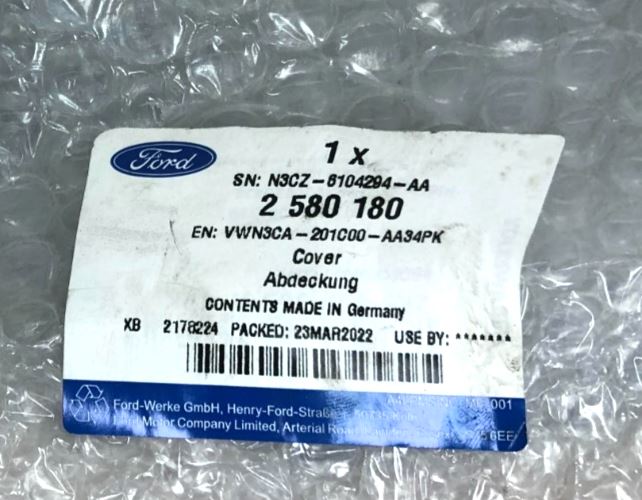 Ford
1 x
SN: N3CZ-6104294-AA
2 580 180
EN: VWN3CA-201C00-AA34PK
Cover
Abdeckung
CONTENTS MADE IN Germany
XB 2178224 PACKED: 23MAR2022 USE BY: *******
Ford-Werke GmbH, Henry-Ford-Straße
Motor Company Limited, Arterial Road